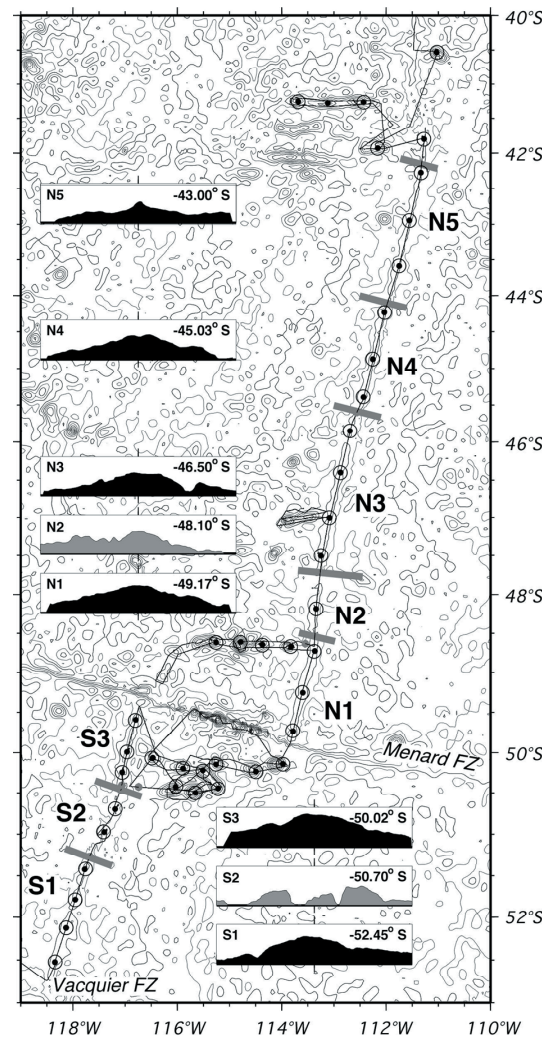 40°S
42°S
N5 -43.00° S
N5
44°S
N4 -45.03° S
N4
46°S
N3 -46.50° S
N3
N2 -48.10° S
48°S
N1 -49.17° S
N2
N1
S3
Menard FZ
50°S
S2
S3 -50.02° S
S1
S2 -50.70° S
52°S
S1 -52.45° S
Vacquier FZ
118°W 116°W 114°W 112°W 110°W